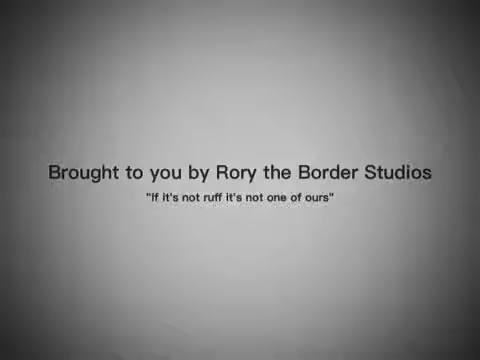 Brought to you by Rory the Border Studios
"If it's not ruff it's not one of ours"